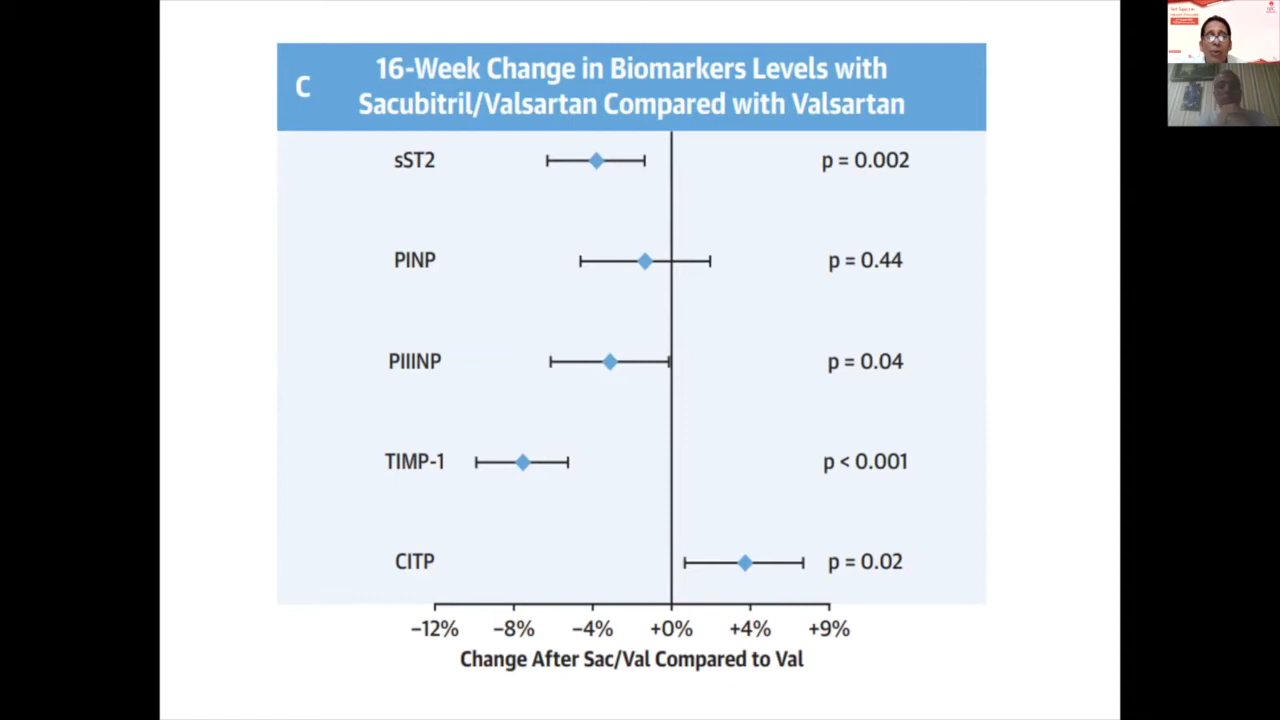 C
16-Week Change in Biomarkers Levels with
Sacubitril/Valsartan Compared with Valsartan
sST2
p = 0.002
PINP
p = 0.44
PIIINP
p = 0.04
TIMP-1
p < 0.001
CITP
p = 0.02
−12% −8% −4% +0% +4% +9%
Change After Sac/Val Compared to Val